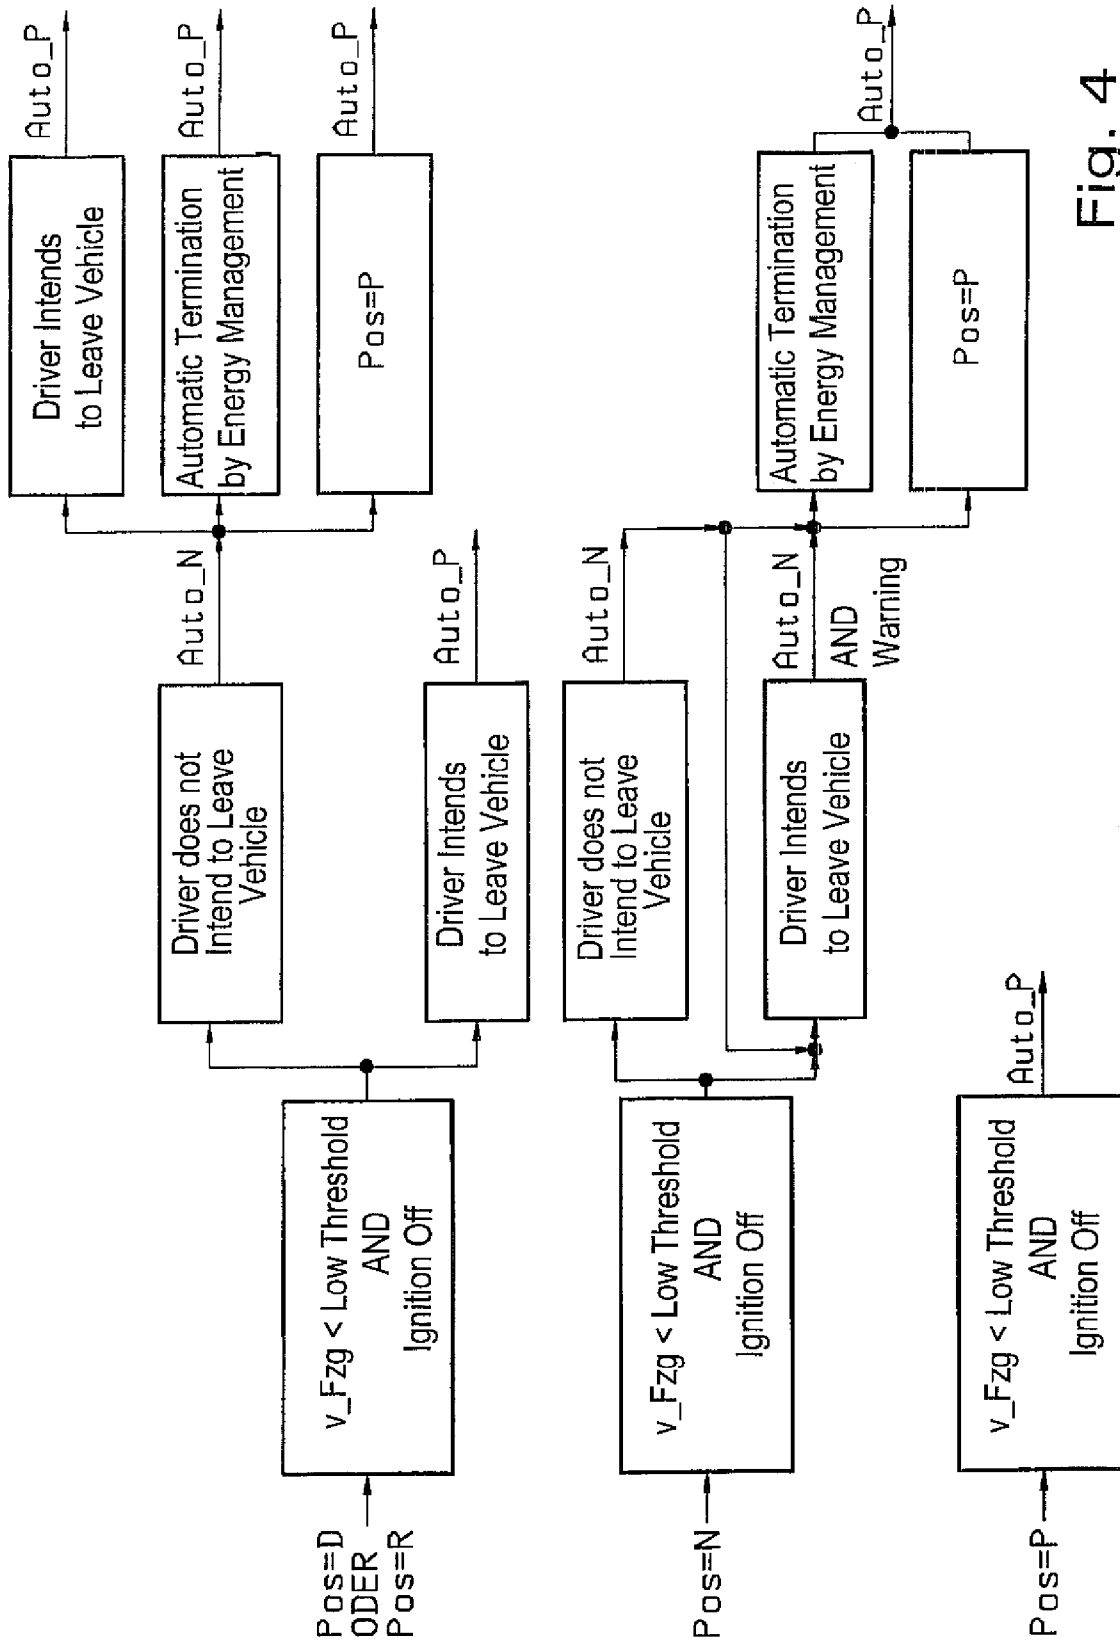 Pos=D
ODER
Pos=R
v_Fzg < Low Threshold
AND
Ignition Off
Driver does not
Intend to Leave
Vehicle
Auto_N
Driver Intends
to Leave Vehicle
Auto_P
Automatic Termination
by Energy Management
Auto_P
Pos=P
Auto_P
Driver Intends
to Leave Vehicle
Auto_P
Pos=N
v_Fzg < Low Threshold
AND
Ignition Off
Driver does not
Intend to Leave
Vehicle
Auto_N
Driver Intends
to Leave Vehicle
Auto_N
AND
Warning
Automatic Termination
by Energy Management
Pos=P
Auto_P
Pos=P
v_Fzg < Low Threshold
AND
Ignition Off
Auto_P
Fig. 4